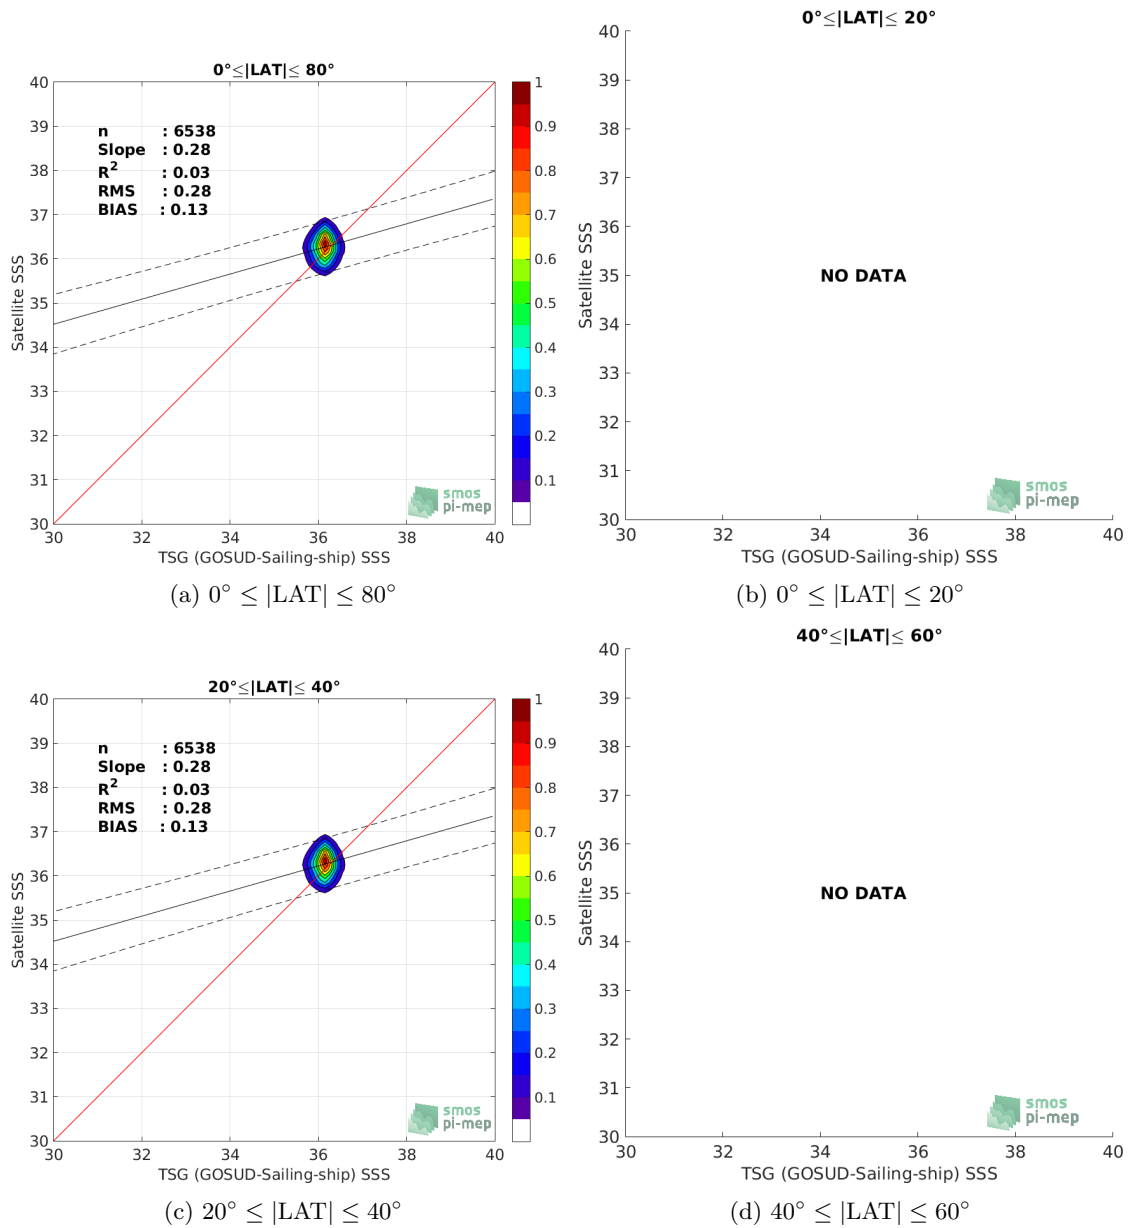 0°≤|LAT|≤ 80°
40
39
38
37
36
35
34
33
32
31
30
Satellite SSS
n : 6538
Slope : 0.28
R² : 0.03
RMS : 0.28
BIAS : 0.13
1
0.9
0.8
0.7
0.6
0.5
0.4
0.3
0.2
0.1
smos
pi-mep
30 32 34 36 38 40
TSG (GOSUD-Sailing-ship) SSS
(a) 0° ≤ |LAT| ≤ 80°
0°≤|LAT|≤ 20°
40
39
38
37
36
35
34
33
32
31
30
Satellite SSS
NO DATA
smos
pi-mep
30 32 34 36 38 40
TSG (GOSUD-Sailing-ship) SSS
(b) 0° ≤ |LAT| ≤ 20°
20°≤|LAT|≤ 40°
40
39
38
37
36
35
34
33
32
31
30
Satellite SSS
n : 6538
Slope : 0.28
R² : 0.03
RMS : 0.28
BIAS : 0.13
1
0.9
0.8
0.7
0.6
0.5
0.4
0.3
0.2
0.1
smos
pi-mep
30 32 34 36 38 40
TSG (GOSUD-Sailing-ship) SSS
(c) 20° ≤ |LAT| ≤ 40°
40°≤|LAT|≤ 60°
40
39
38
37
36
35
34
33
32
31
30
Satellite SSS
NO DATA
smos
pi-mep
30 32 34 36 38 40
TSG (GOSUD-Sailing-ship) SSS
(d) 40° ≤ |LAT| ≤ 60°